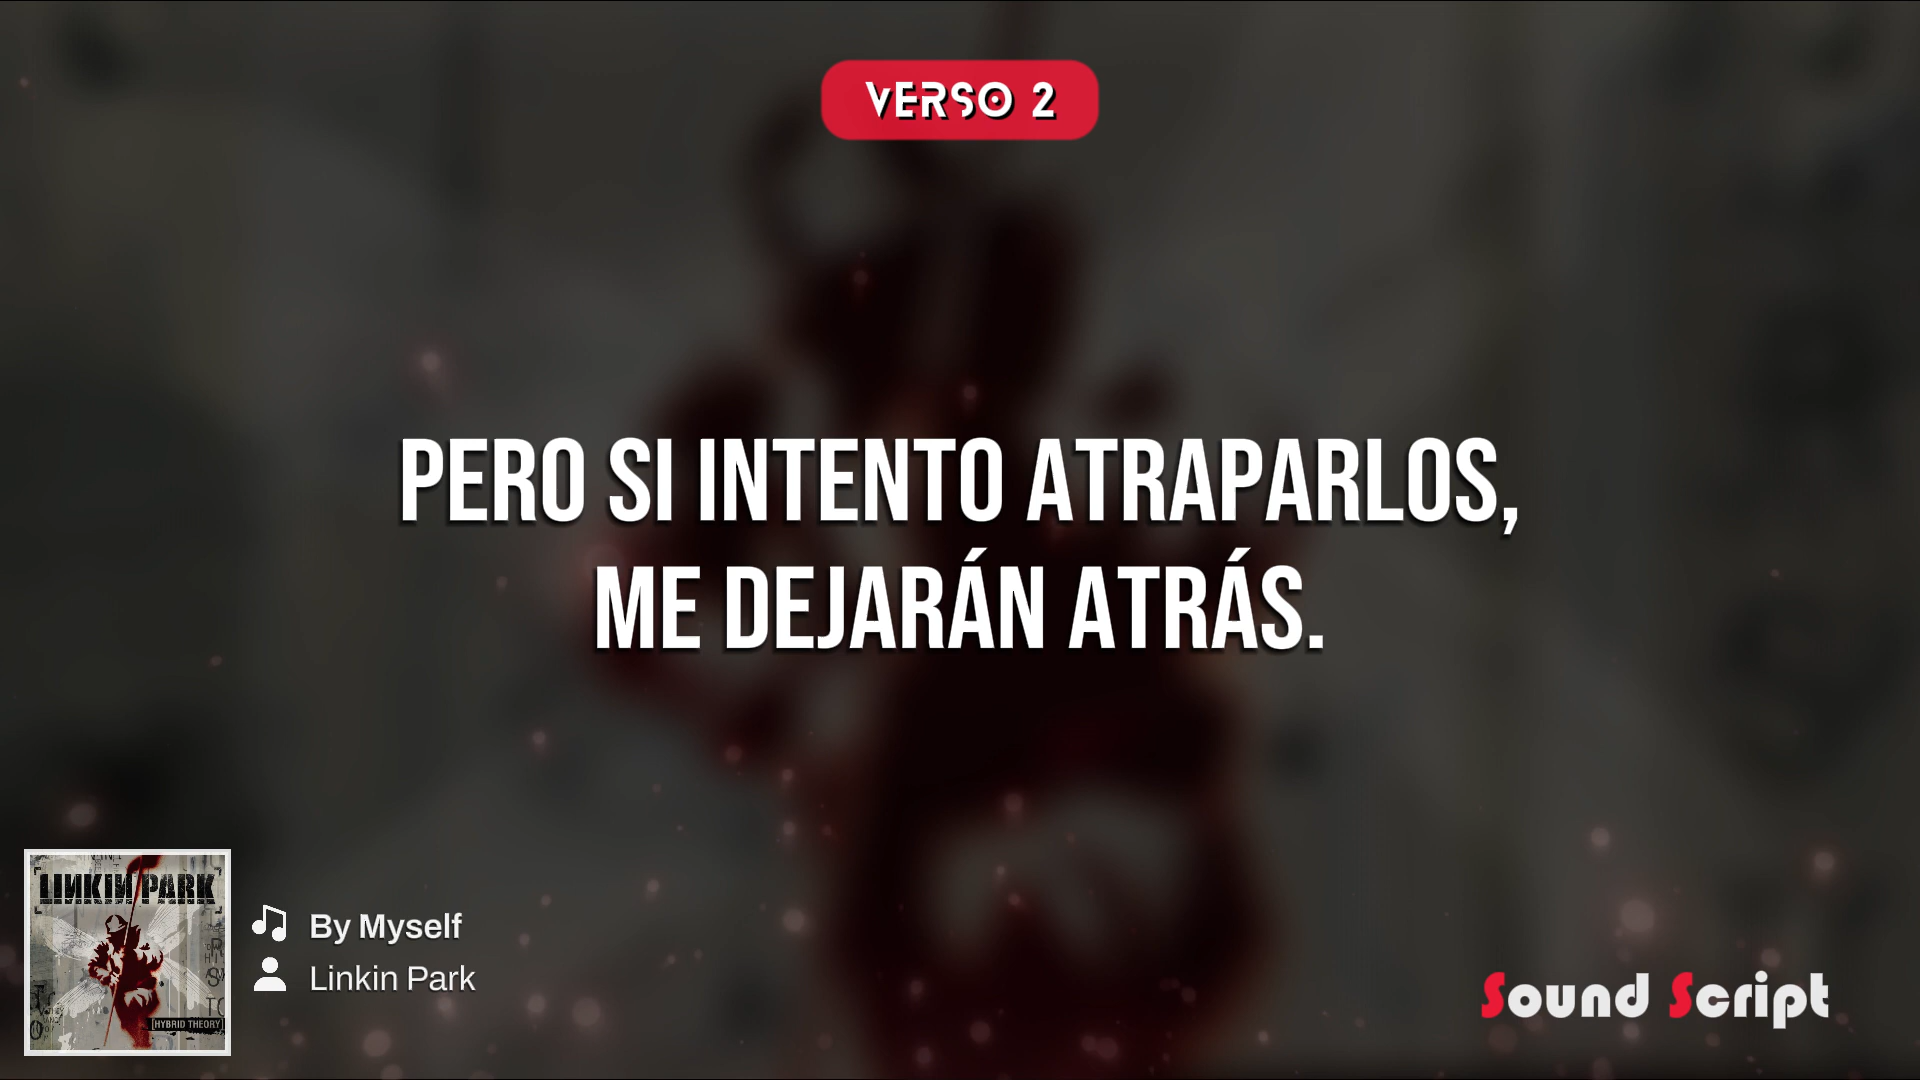 VERSO 2
PERO SI INTENTO ATRAPARLOS,
ME DEJARÁN ATRÁS.
LINKIN PARK
[HYBRID THEORY]
By Myself
Linkin Park
Sound Script